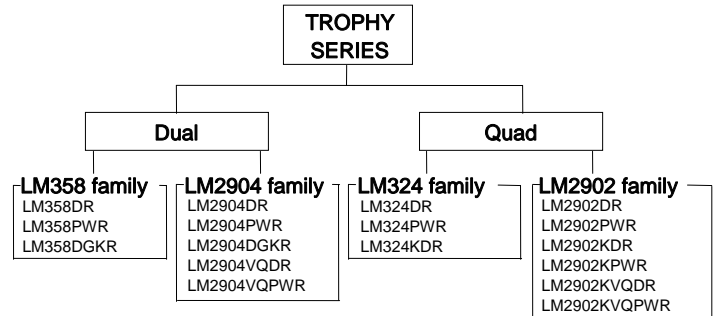 TROPHY
SERIES
Dual
Quad
LM358 family
LM358DR
LM358PWR
LM358DGKR
LM2904 family
LM2904DR
LM2904PWR
LM2904DGKR
LM2904VQDR
LM2904VQPWR
LM324 family
LM324DR
LM324PWR
LM324KDR
LM2902 family
LM2902DR
LM2902PWR
LM2902KDR
LM2902KPWR
LM2902KVQDR
LM2902KVQPWR